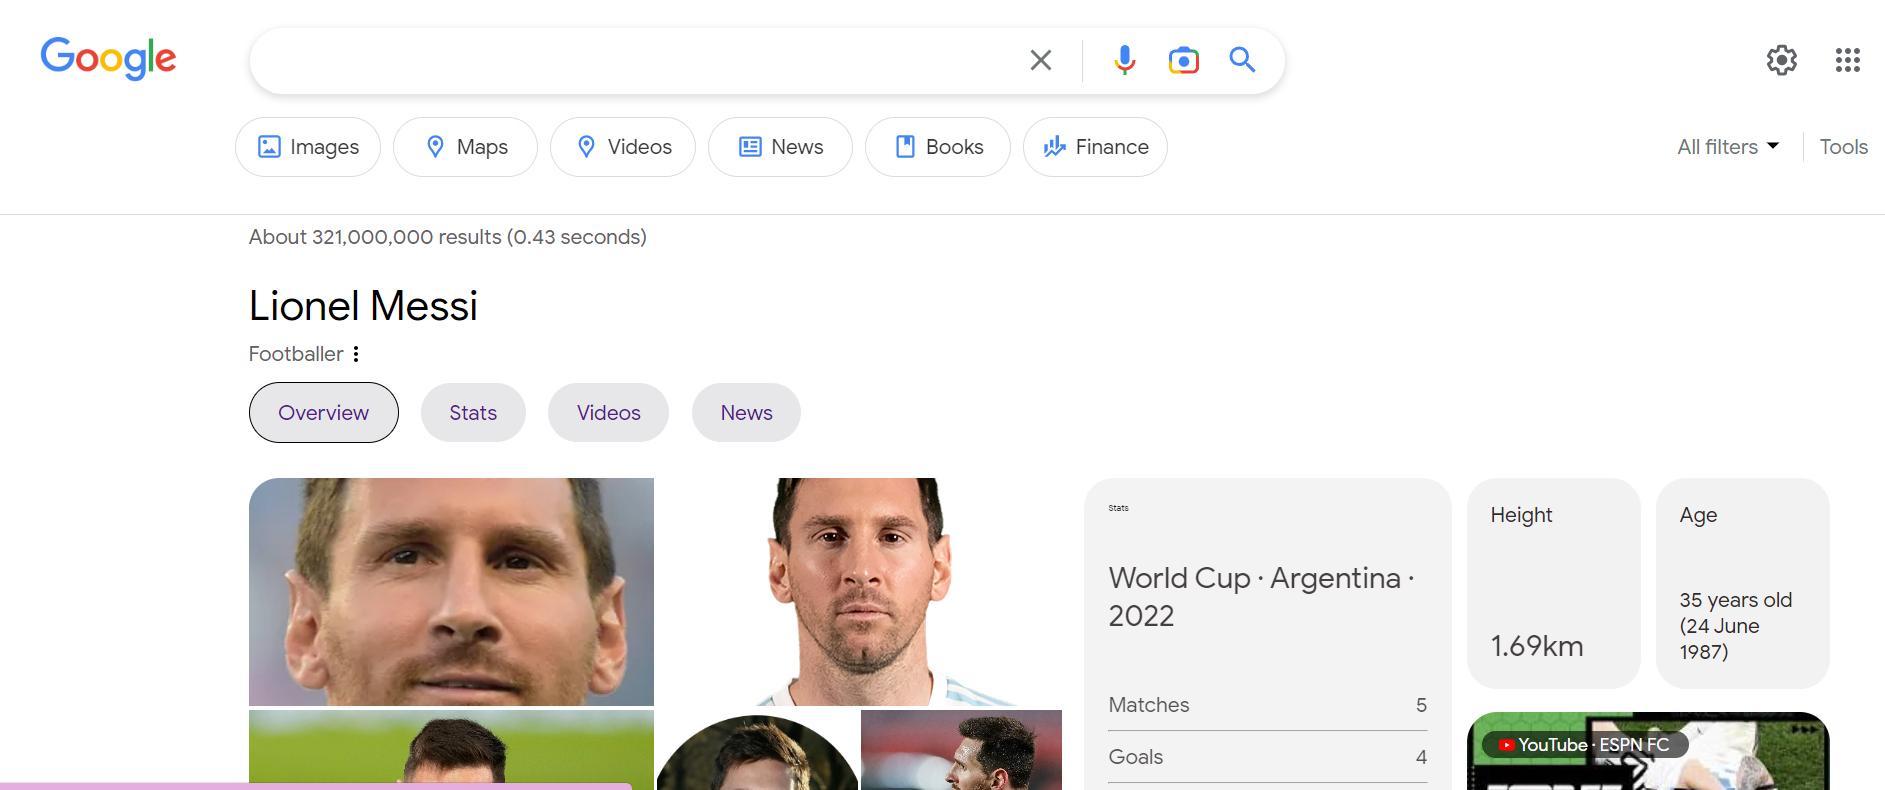 Google
Images
Maps
Videos
News
Books
Finance
All filters
Tools
About 321,000,000 results (0.43 seconds)
Lionel Messi
Footballer
Overview
Stats
Videos
News
Stats
World Cup · Argentina ·
2022
Matches 5
Goals 4
Height
1.69km
Age
35 years old
(24 June
1987)
YouTube · ESPN FC